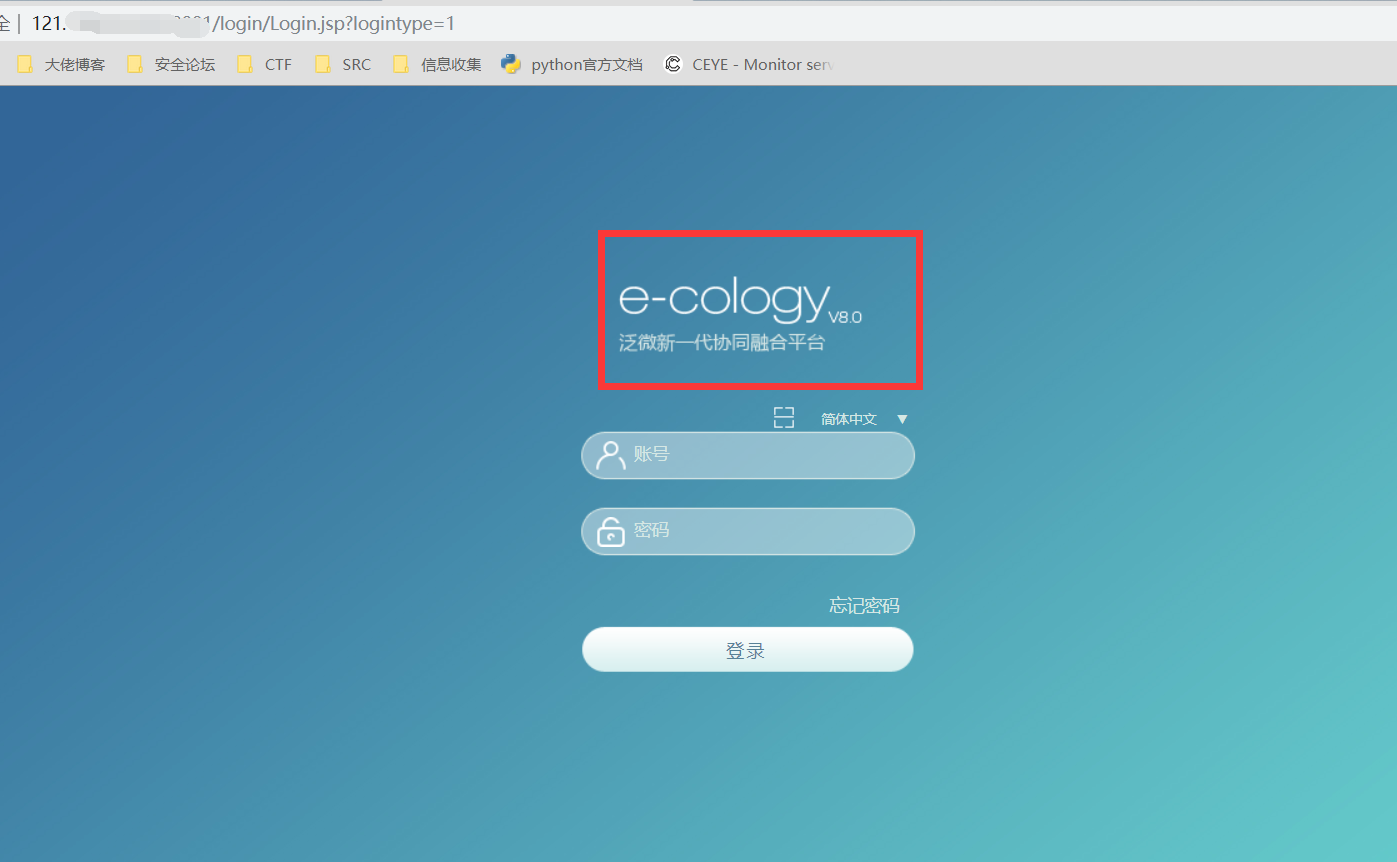 全 | 121. /login/Login.jsp?logintype=1
大佬博客 安全论坛 CTF SRC 信息收集 python官方文档 CEYE - Monitor serv
e-cology V8.0
泛微新一代协同融合平台
简体中文 ▼
账号
密码
忘记密码
登录